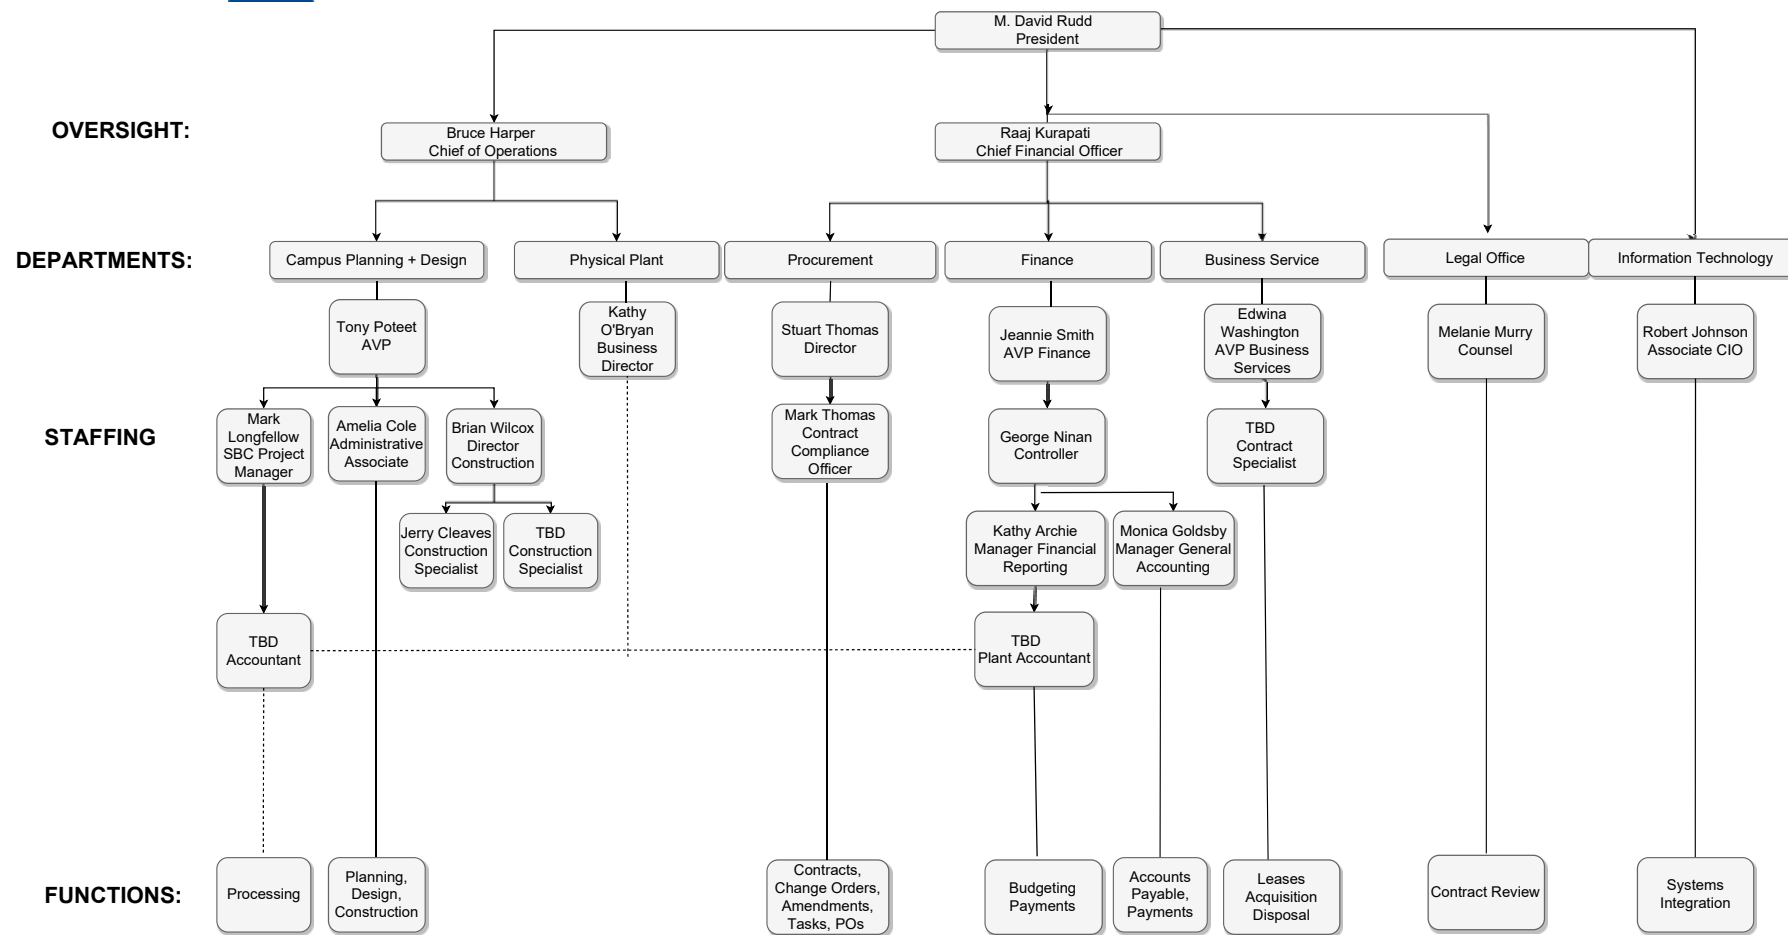 M. David Rudd
President
OVERSIGHT:
Bruce Harper
Chief of Operations
Raaj Kurapati
Chief Financial Officer
DEPARTMENTS:
Campus Planning + Design
Physical Plant
Procurement
Finance
Business Service
Legal Office
Information Technology
Tony Poteet
AVP
Kathy
O'Bryan
Business
Director
Stuart Thomas
Director
Jeannie Smith
AVP Finance
Edwina
Washington
AVP Business
Services
Melanie Murry
Counsel
Robert Johnson
Associate CIO
STAFFING
Mark
Longfellow
SBC Project
Manager
Amelia Cole
Administrative
Associate
Brian Wilcox
Director
Construction
Mark Thomas
Contract
Compliance
Officer
George Ninan
Controller
TBD
Contract
Specialist
Jerry Cleaves
Construction
Specialist
TBD
Construction
Specialist
Kathy Archie
Manager Financial
Reporting
Monica Goldsby
Manager General
Accounting
TBD
Accountant
TBD
Plant Accountant
FUNCTIONS:
Processing
Planning,
Design,
Construction
Contracts,
Change Orders,
Amendments,
Tasks, POs
Budgeting
Payments
Accounts
Payable,
Payments
Leases
Acquisition
Disposal
Contract Review
Systems
Integration